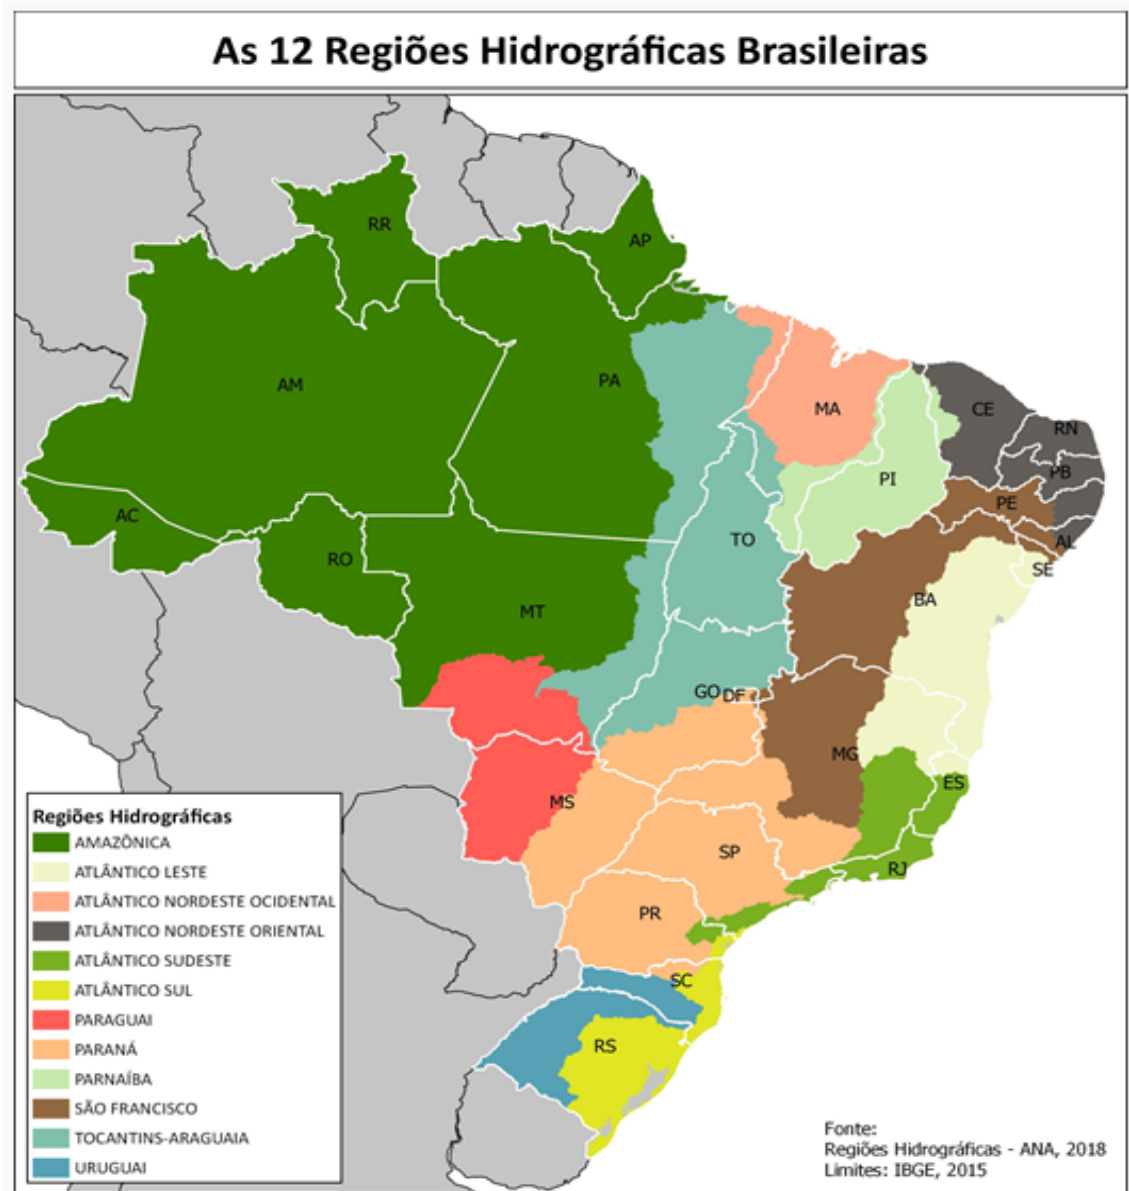 As 12 Regiões Hidrográficas Brasileiras
RR
AP
AM
PA
MA
CE
RN
PB
PI
PE
AC
TO
AL
RO
SE
BA
MT
GO DF
MG
ES
MS
SP
RJ
PR
SC
RS
Regiões Hidrográficas
AMAZÔNICA
ATLÂNTICO LESTE
ATLÂNTICO NORDESTE OCIDENTAL
ATLÂNTICO NORDESTE ORIENTAL
ATLÂNTICO SUDESTE
ATLÂNTICO SUL
PARAGUAI
PARANÁ
PARNAÍBA
SÃO FRANCISCO
TOCANTINS-ARAGUAIA
URUGUAI
Fonte:
Regiões Hidrográficas - ANA, 2018
Limites: IBGE, 2015